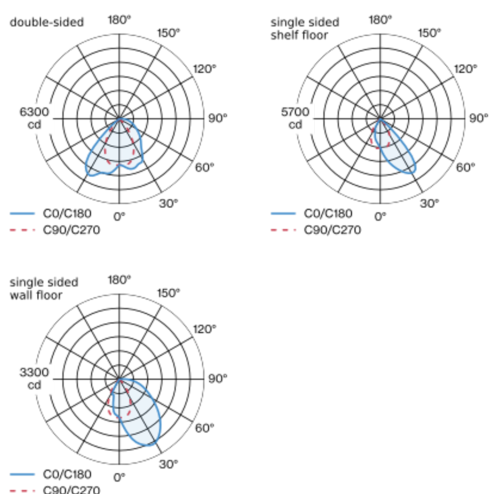 double-sided
180°
150°
120°
90°
60°
30°
0°
6300
cd
C0/C180
C90/C270
single sided
shelf floor
180°
150°
120°
90°
60°
30°
0°
5700
cd
C0/C180
C90/C270
single sided
wall floor
180°
150°
120°
90°
60°
30°
0°
3300
cd
C0/C180
C90/C270